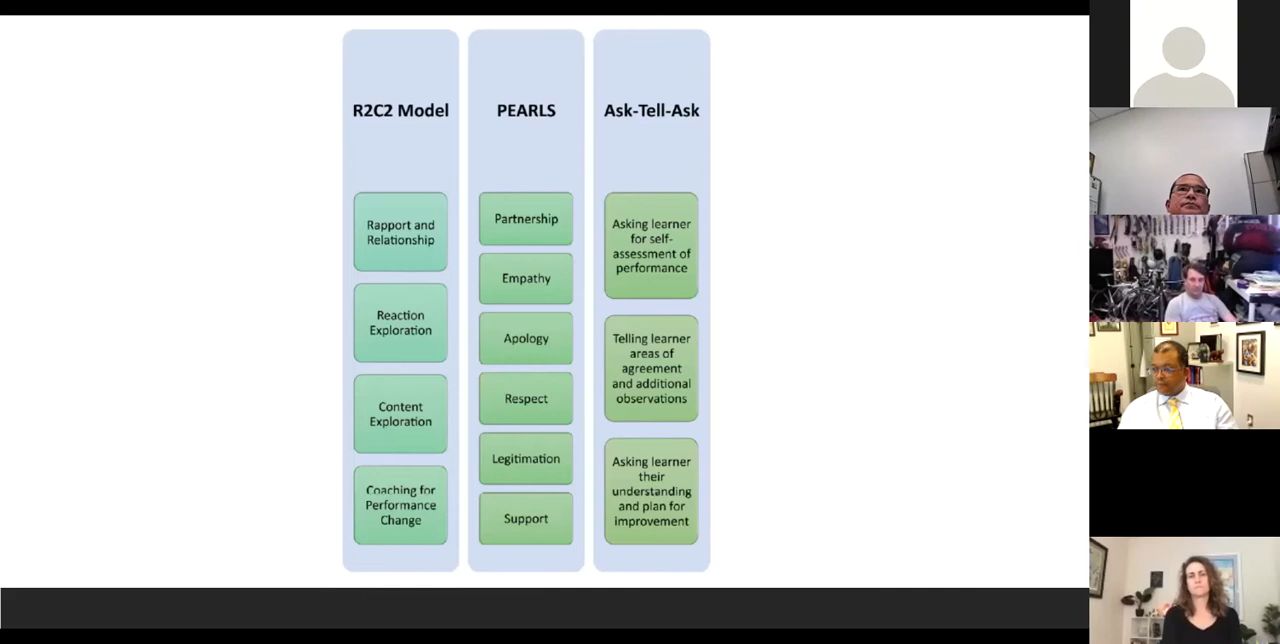 R2C2 Model
Rapport and
Relationship
Reaction
Exploration
Content
Exploration
Coaching for
Performance
Change
PEARLS
Partnership
Empathy
Apology
Respect
Legitimation
Support
Ask-Tell-Ask
Asking learner
for self-
assessment of
performance
Telling learner
areas of
agreement
and additional
observations
Asking learner
their
understanding
and plan for
improvement